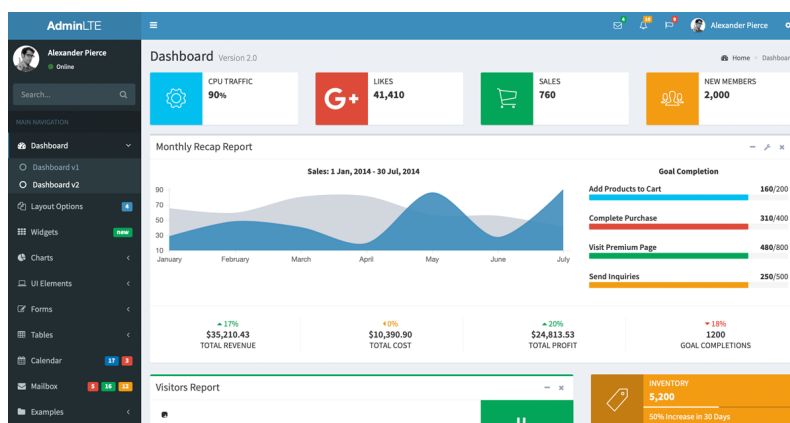 AdminLTE
4
10
9
Alexander Pierce
Alexander Pierce
Online
Search...
MAIN NAVIGATION
Dashboard
Dashboard v1
Dashboard v2
Layout Options 4
Widgets new
Charts
UI Elements
Forms
Tables
Calendar 17 3
Mailbox 5 16 12
Examples
Dashboard Version 2.0
Home > Dashboard
CPU TRAFFIC
90%
G+
LIKES
41,410
SALES
760
NEW MEMBERS
2,000
Monthly Recap Report
Sales: 1 Jan, 2014 - 30 Jul, 2014
90
70
50
30
10
January February March April May June July
Goal Completion
Add Products to Cart 160/200
Complete Purchase 310/400
Visit Premium Page 480/800
Send Inquiries 250/500
17%
$35,210.43
TOTAL REVENUE
0%
$10,390.90
TOTAL COST
20%
$24,813.53
TOTAL PROFIT
18%
1200
GOAL COMPLETIONS
Visitors Report
INVENTORY
5,200
50% Increase in 30 Days